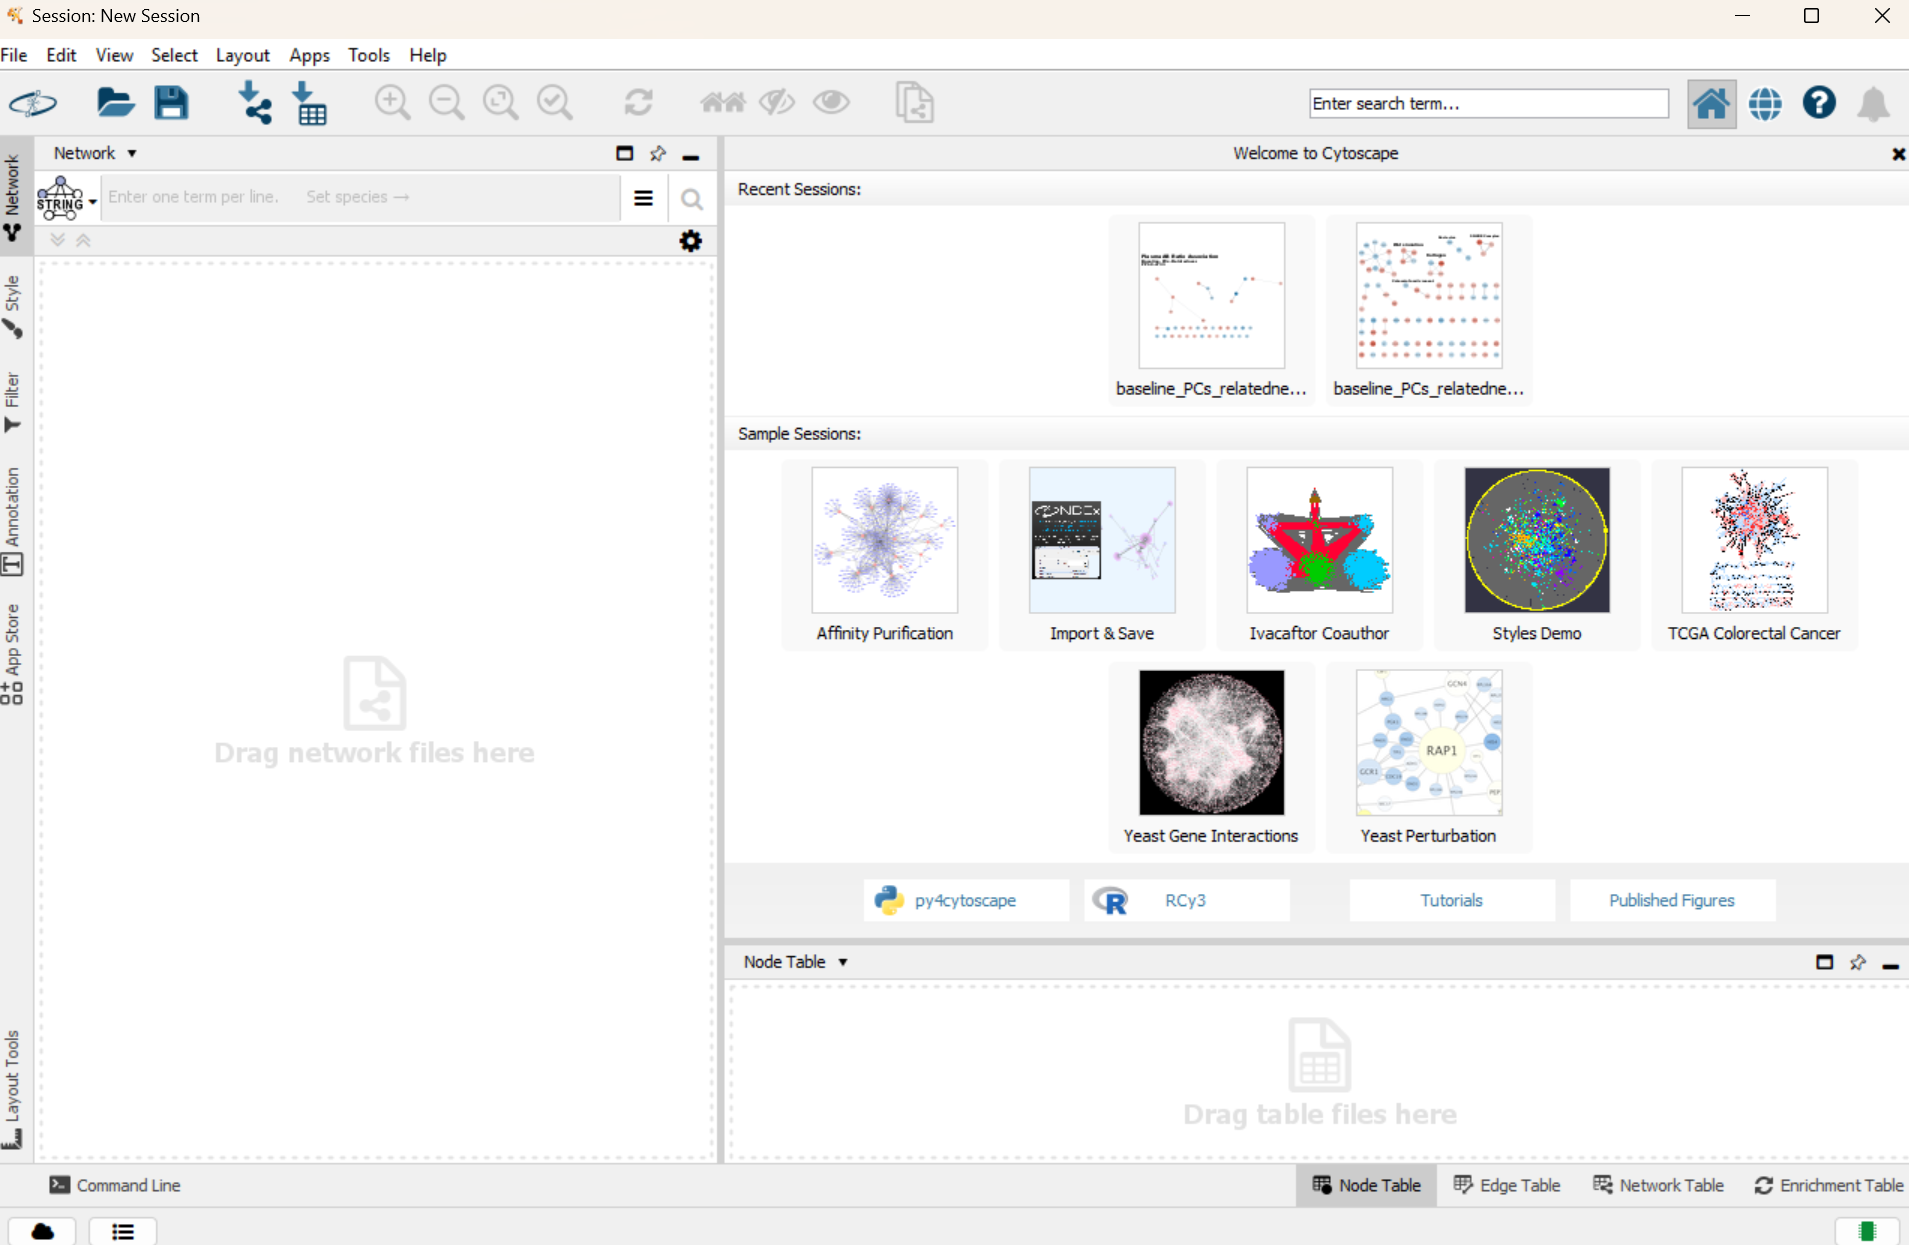 Session: New Session
File Edit View Select Layout Apps Tools Help
Enter search term...
Network
Welcome to Cytoscape
STRING
Enter one term per line. Set species →
Recent Sessions:
baseline_PCs_relatedne...
baseline_PCs_relatedne...
Sample Sessions:
Affinity Purification
Import & Save
Ivacaftor Coauthor
Styles Demo
TCGA Colorectal Cancer
GCN4
RAP1
GCR1
Yeast Gene Interactions
Yeast Perturbation
py4cytoscape
RCy3
Tutorials
Published Figures
Network
Style
Filter
Annotation
App Store
Layout Tools
Drag network files here
Node Table
Drag table files here
Command Line
Node Table
Edge Table
Network Table
Enrichment Table